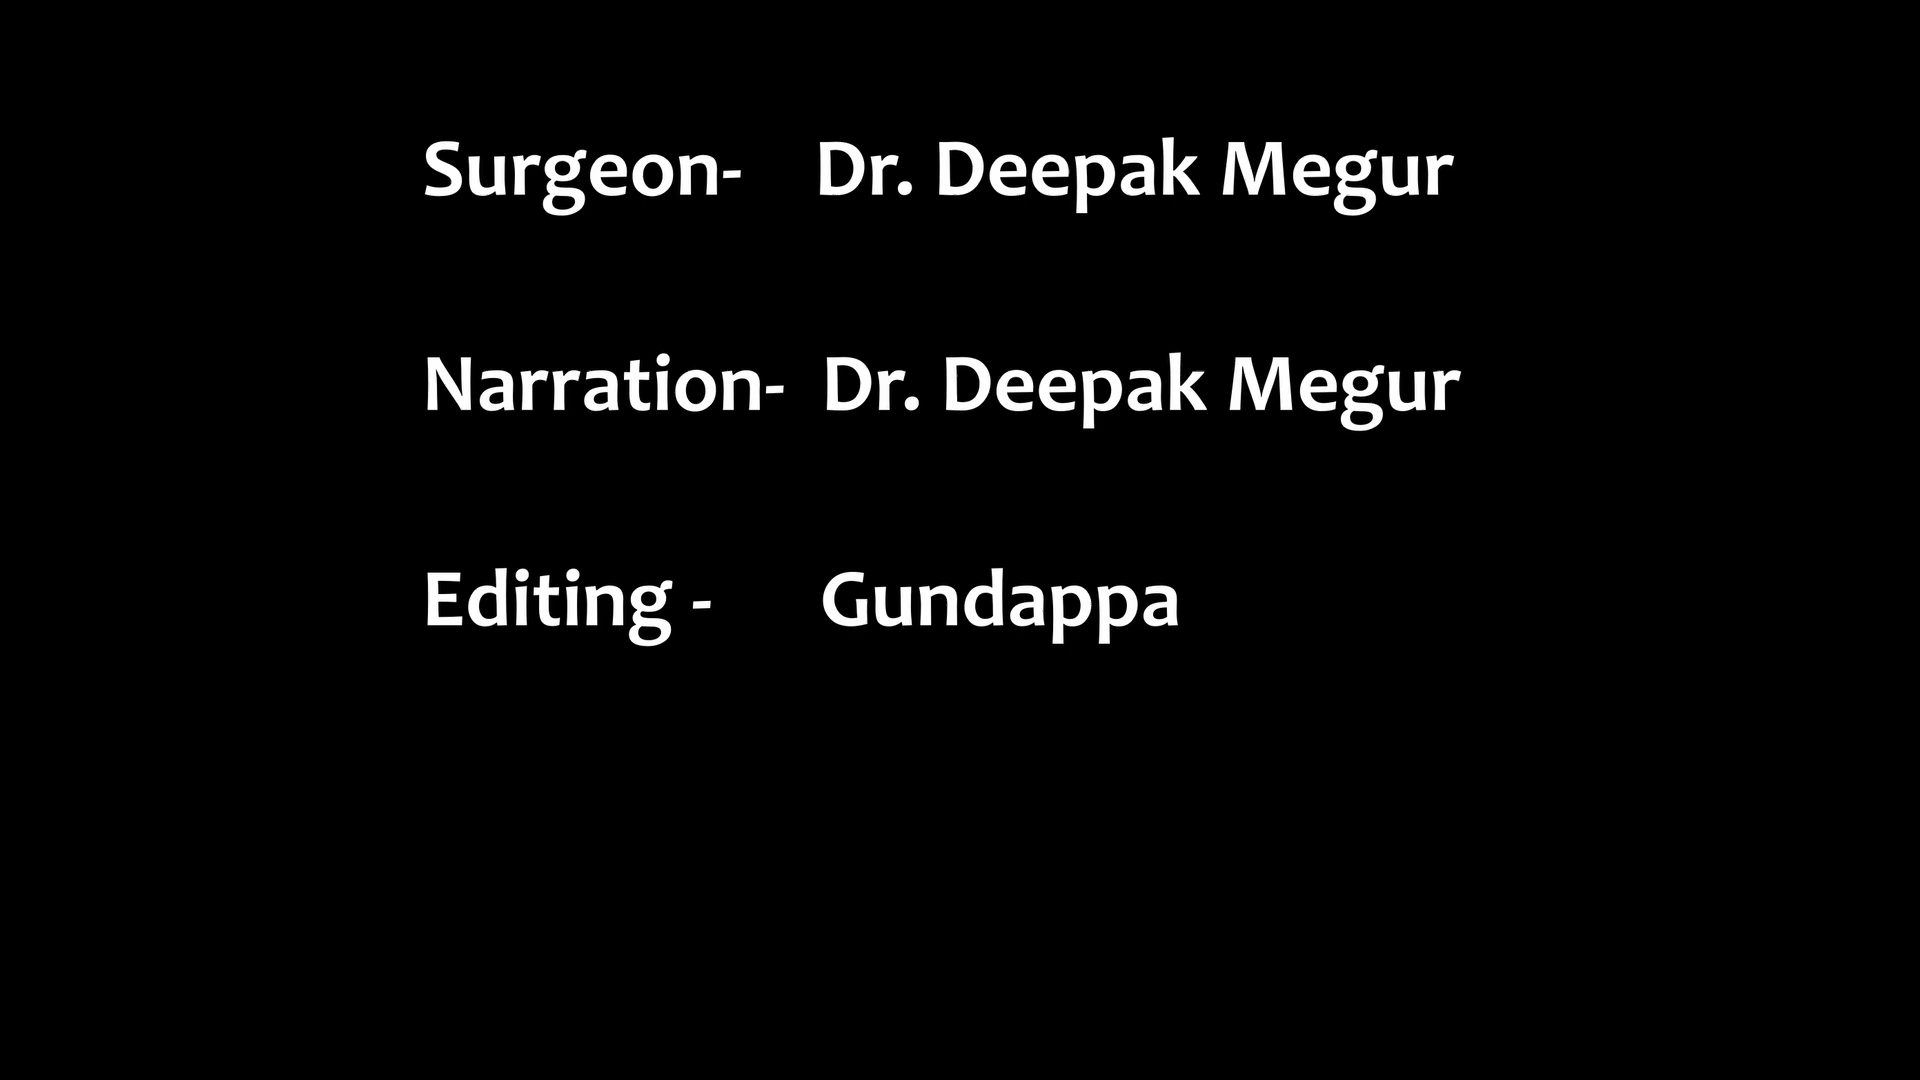 Surgeon- Dr. Deepak Megur
Narration- Dr. Deepak Megur
Editing - Gundappa